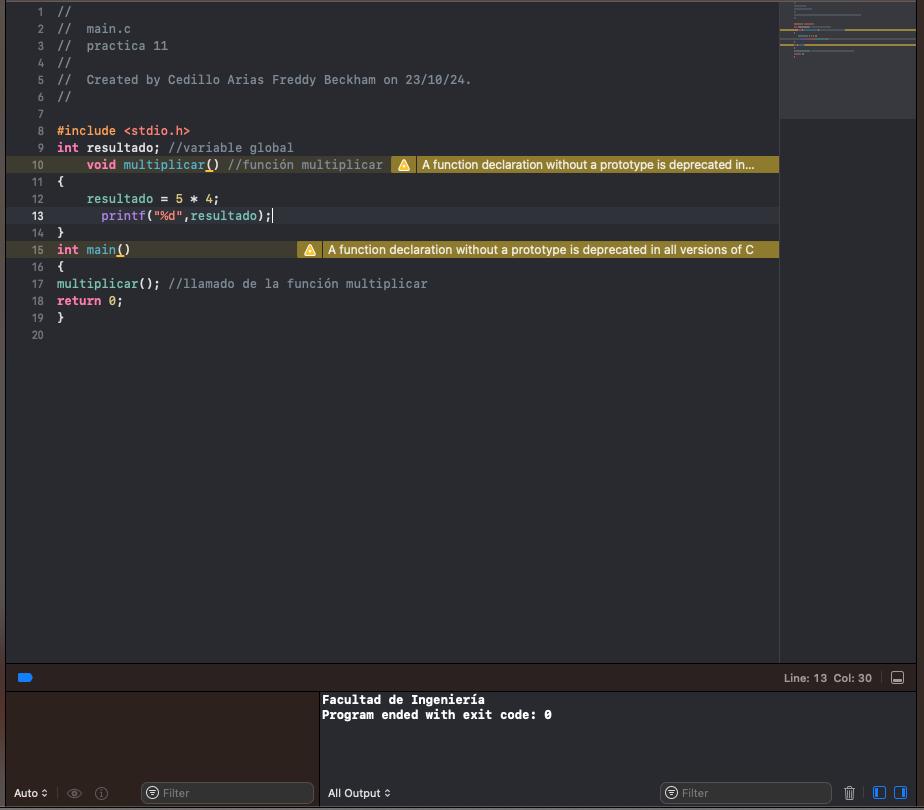 1 //
2 //  main.c
3 //  practica 11
4 //
5 //  Created by Cedillo Arias Freddy Beckham on 23/10/24.
6 //
7
8 #include <stdio.h>
9 int resultado; //variable global
10     void multiplicar() //función multiplicar A function declaration without a prototype is deprecated in...
11 {
12     resultado = 5 * 4;
13       printf("%d",resultado);
14 }
15 int main() A function declaration without a prototype is deprecated in all versions of C
16 {
17 multiplicar(); //llamado de la función multiplicar
18 return 0;
19 }
20
Line: 13 Col: 30
Facultad de Ingeniería
Program ended with exit code: 0
Auto Filter All Output Filter